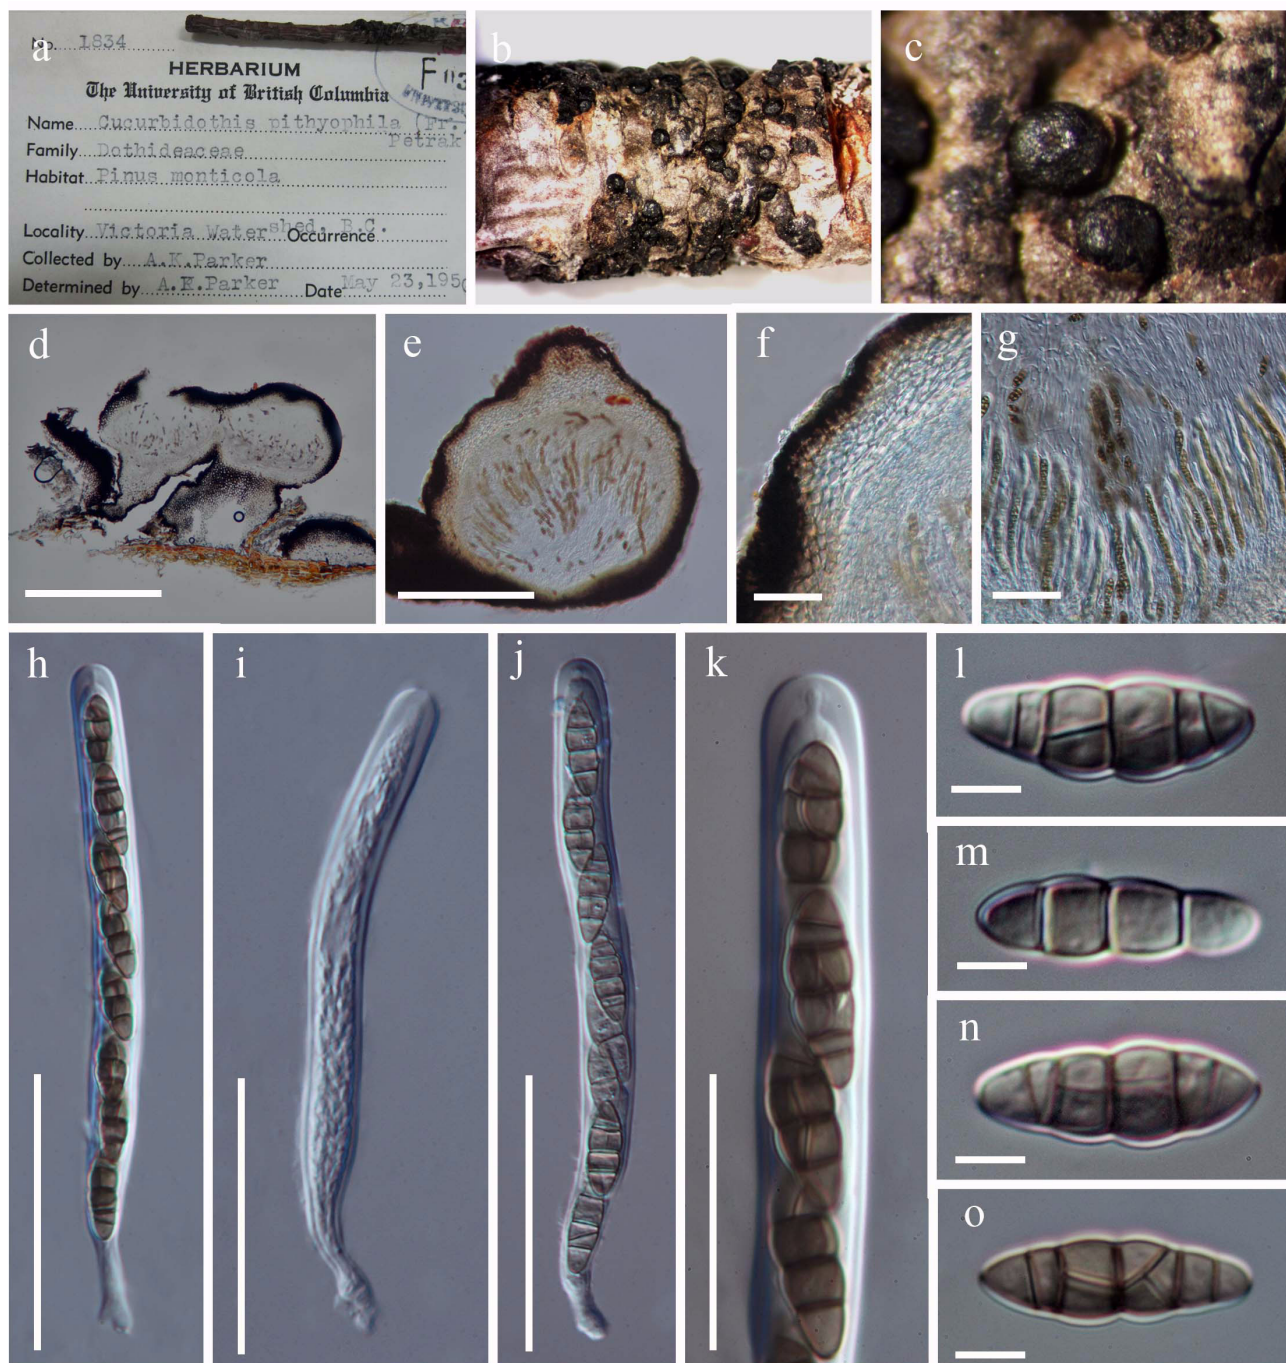 a
No. 1834
HERBARIUM
The University of British Columbia
Name Cucurbidothis pithyophila (Fr.)
Petrak
Family Dothideaceae
Habitat Pinus monticola
Locality Victoria Watershed, B.C.
Occurrence
Collected by A.K.Parker
Determined by A.K.Parker Date May 23, 195
b
c
d
e
f
g
h
i
j
k
l
m
n
o